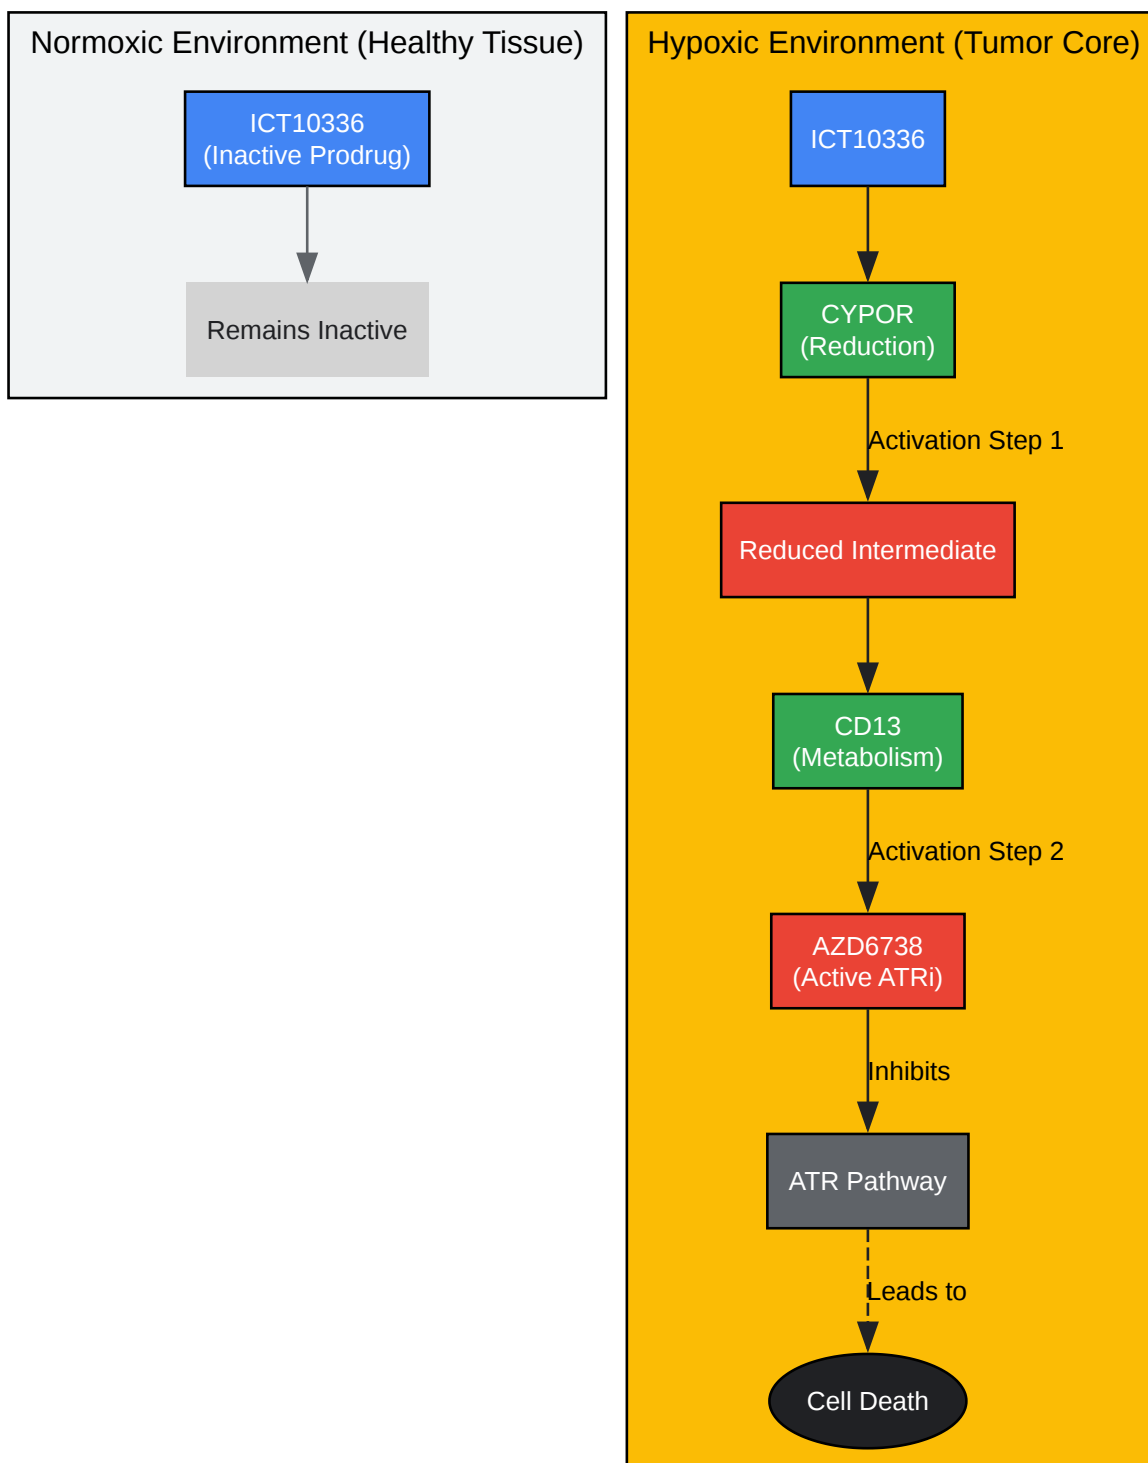 Normoxic Environment (Healthy Tissue)
ICT10336
(Inactive Prodrug)
Remains Inactive
Hypoxic Environment (Tumor Core)
ICT10336
CYPOR
(Reduction)
Activation Step 1
Reduced Intermediate
CD13
(Metabolism)
Activation Step 2
AZD6738
(Active ATRi)
Inhibits
ATR Pathway
Leads to
Cell Death